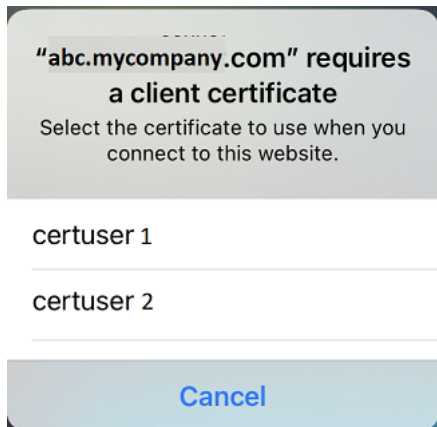 “abc.mycompany.com” requires
a client certificate
Select the certificate to use when you
connect to this website.
certuser 1
certuser 2
Cancel